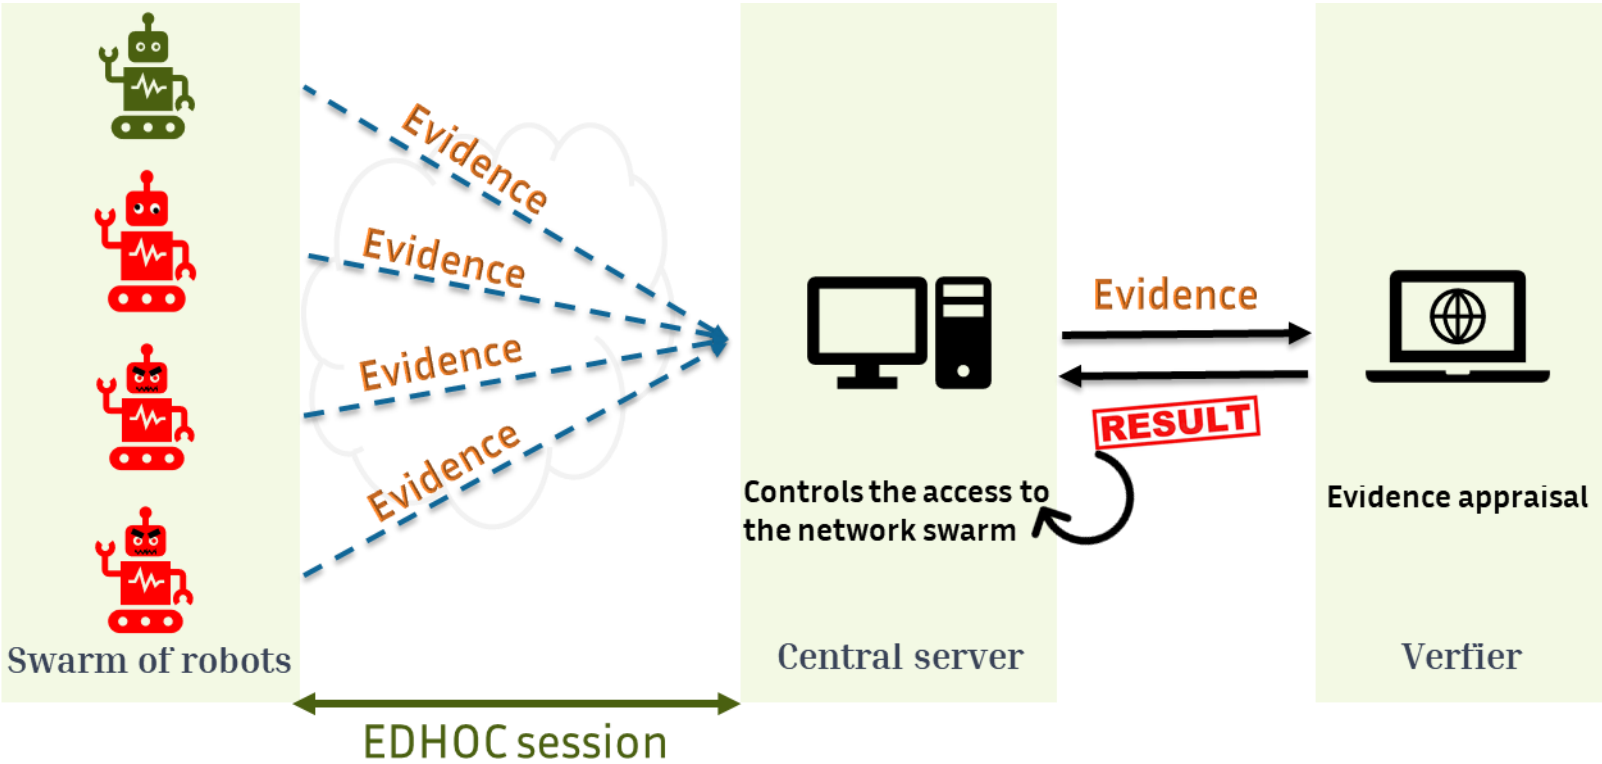 Evidence
Evidence
Evidence
Evidence
Evidence
RESULT
Controls the access to
the network swarm
Evidence appraisal
Swarm of robots
Central server
Verfier
EDHOC session